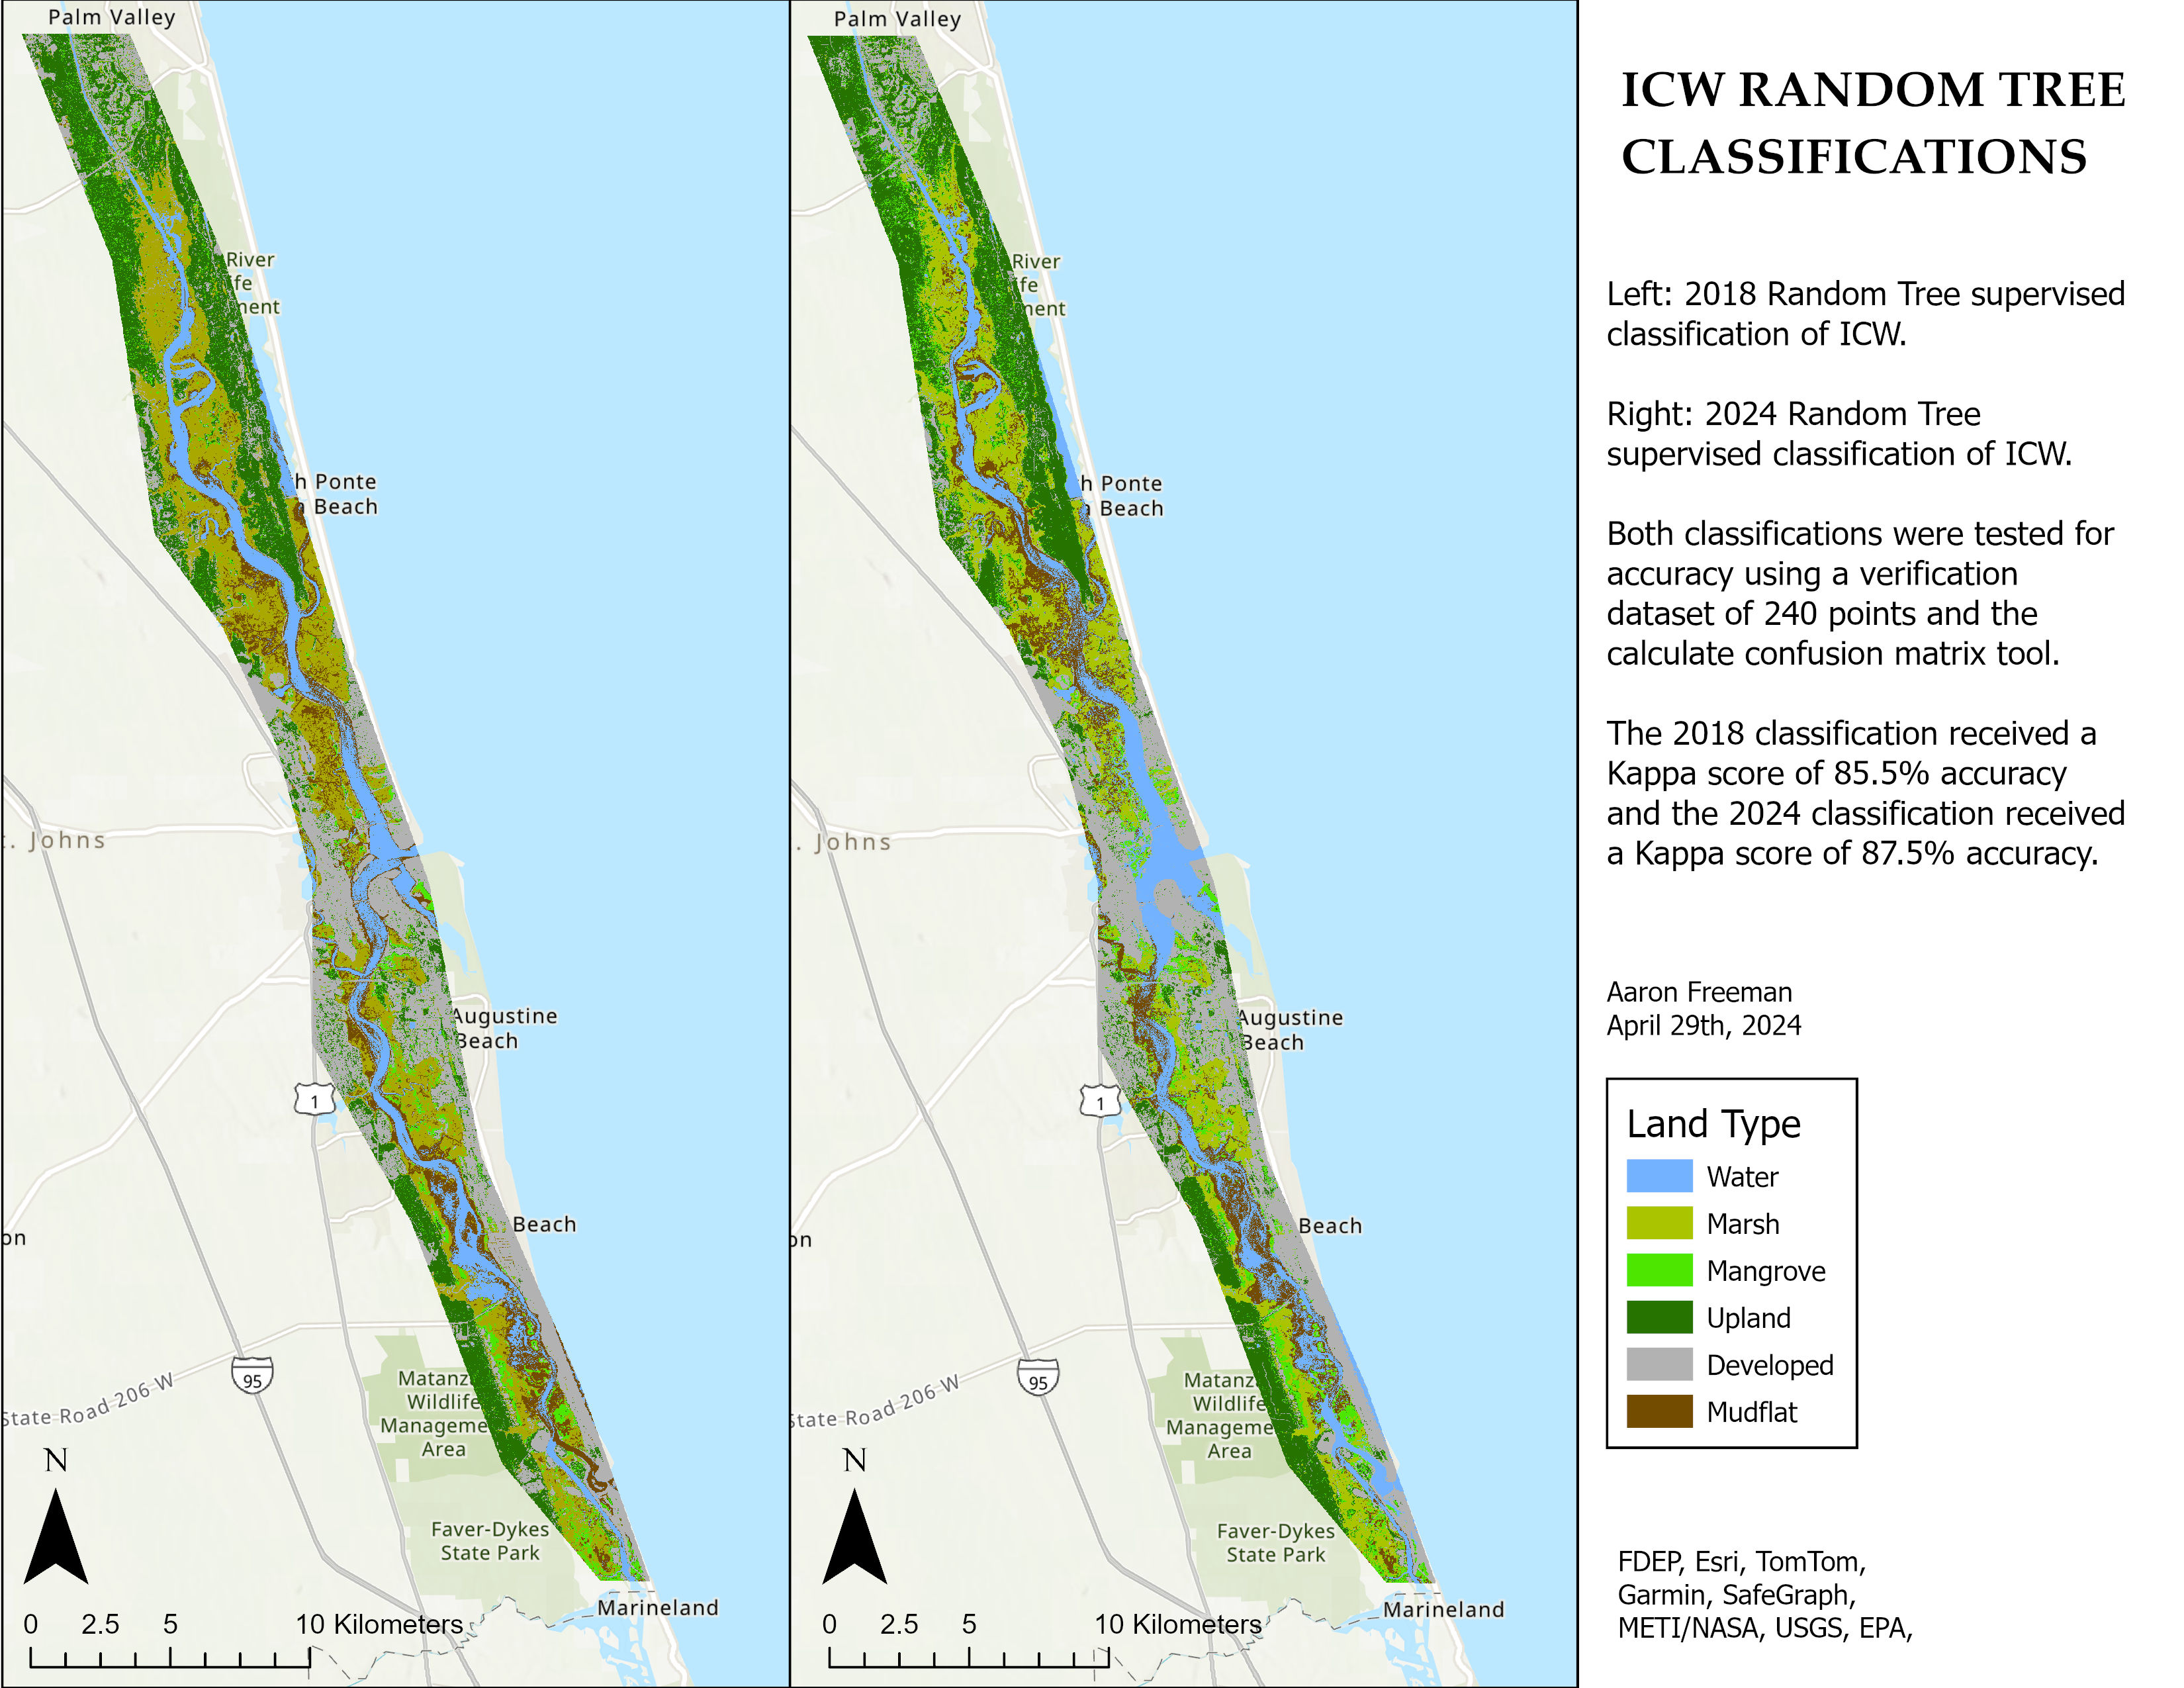 Palm Valley
River
ife
ment
h Ponte
Beach
. Johns
Augustine
Beach
1
Beach
on
95
State Road 206 W
Matanz
Wildlife
Manageme
Area
Faver-Dykes
State Park
Marineland
N
0 2.5 5 10 Kilometers
Palm Valley
River
ife
ment
h Ponte
Beach
. Johns
Augustine
Beach
1
Beach
on
95
State Road 206 W
Matanz
Wildlife
Manageme
Area
Faver-Dykes
State Park
Marineland
N
0 2.5 5 10 Kilometers
ICW RANDOM TREE
CLASSIFICATIONS
Left: 2018 Random Tree supervised
classification of ICW.
Right: 2024 Random Tree
supervised classification of ICW.
Both classifications were tested for
accuracy using a verification
dataset of 240 points and the
calculate confusion matrix tool.
The 2018 classification received a
Kappa score of 85.5% accuracy
and the 2024 classification received
a Kappa score of 87.5% accuracy.
Aaron Freeman
April 29th, 2024
Land Type
Water
Marsh
Mangrove
Upland
Developed
Mudflat
FDEP, Esri, TomTom,
Garmin, SafeGraph,
METI/NASA, USGS, EPA,